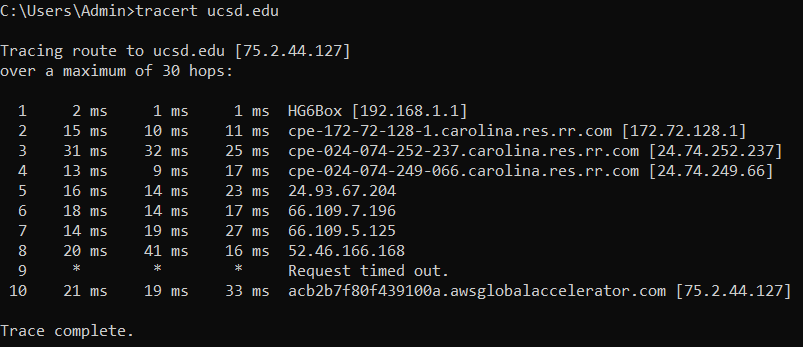 C:\Users\Admin>tracert ucsd.edu
Tracing route to ucsd.edu [75.2.44.127]
over a maximum of 30 hops:
1 2 ms 1 ms 1 ms HG6Box [192.168.1.1]
2 15 ms 10 ms 11 ms cpe-172-72-128-1.carolina.res.rr.com [172.72.128.1]
3 31 ms 32 ms 25 ms cpe-024-074-252-237.carolina.res.rr.com [24.74.252.237]
4 13 ms 9 ms 17 ms cpe-024-074-249-066.carolina.res.rr.com [24.74.249.66]
5 16 ms 14 ms 23 ms 24.93.67.204
6 18 ms 14 ms 17 ms 66.109.7.196
7 14 ms 19 ms 27 ms 66.109.5.125
8 20 ms 41 ms 16 ms 52.46.166.168
9 * * * Request timed out.
10 21 ms 19 ms 33 ms acb2b7f80f439100a.awsglobalaccelerator.com [75.2.44.127]
Trace complete.